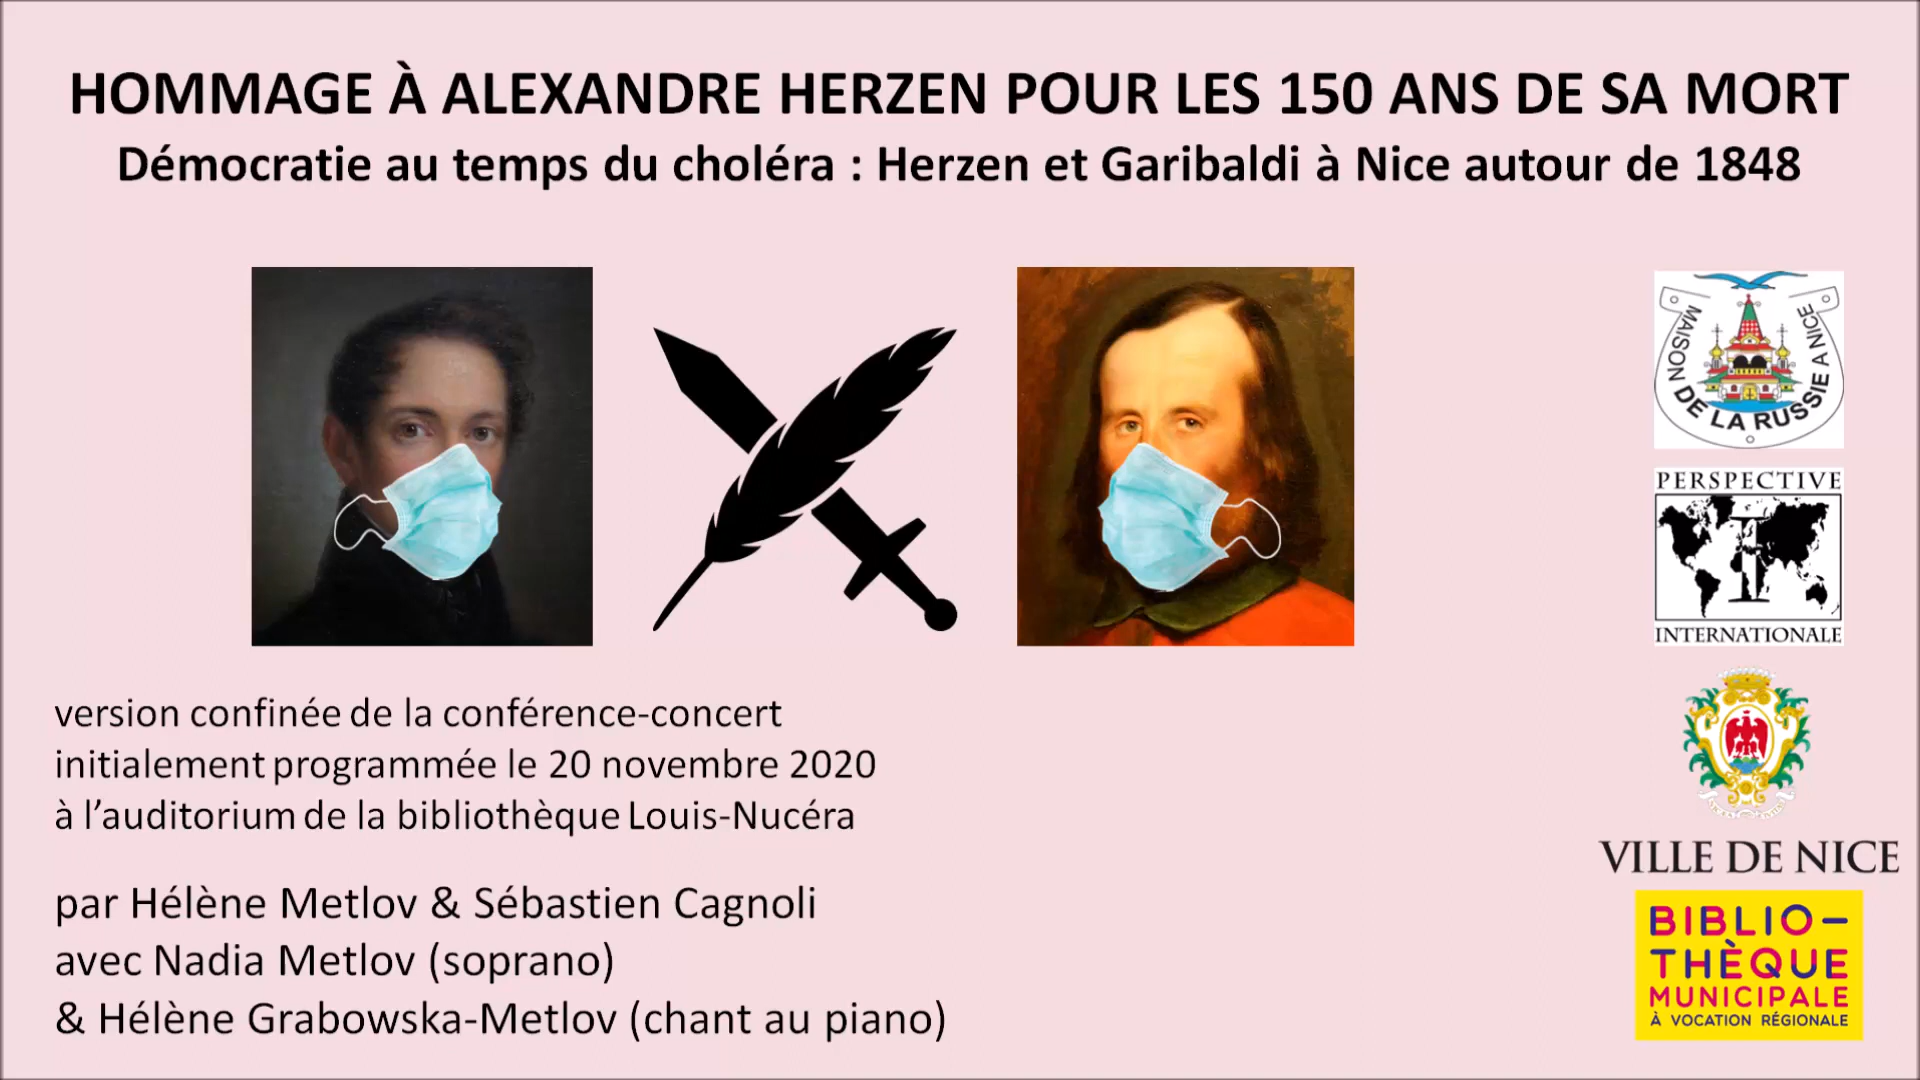 HOMMAGE À ALEXANDRE HERZEN POUR LES 150 ANS DE SA MORT
Démocratie au temps du choléra : Herzen et Garibaldi à Nice autour de 1848
MAISON DE LA RUSSIE A NICE
PERSPECTIVE
I
INTERNATIONALE
VILLE DE NICE
BIBLIO-
THÈQUE
MUNICIPALE
À VOCATION RÉGIONALE
version confinée de la conférence-concert
initialement programmée le 20 novembre 2020
à l’auditorium de la bibliothèque Louis-Nucéra
par Hélène Metlov & Sébastien Cagnoli
avec Nadia Metlov (soprano)
& Hélène Grabowska-Metlov (chant au piano)